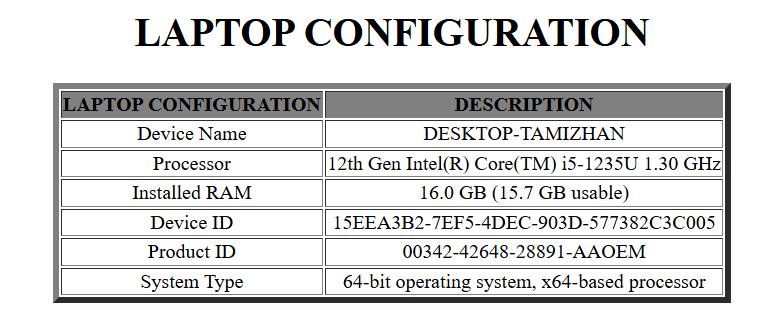 LAPTOP CONFIGURATION
LAPTOP CONFIGURATION DESCRIPTION
Device Name DESKTOP-TAMIZHAN
Processor 12th Gen Intel(R) Core(TM) i5-1235U 1.30 GHz
Installed RAM 16.0 GB (15.7 GB usable)
Device ID 15EEA3B2-7EF5-4DEC-903D-577382C3C005
Product ID 00342-42648-28891-AAOEM
System Type 64-bit operating system, x64-based processor